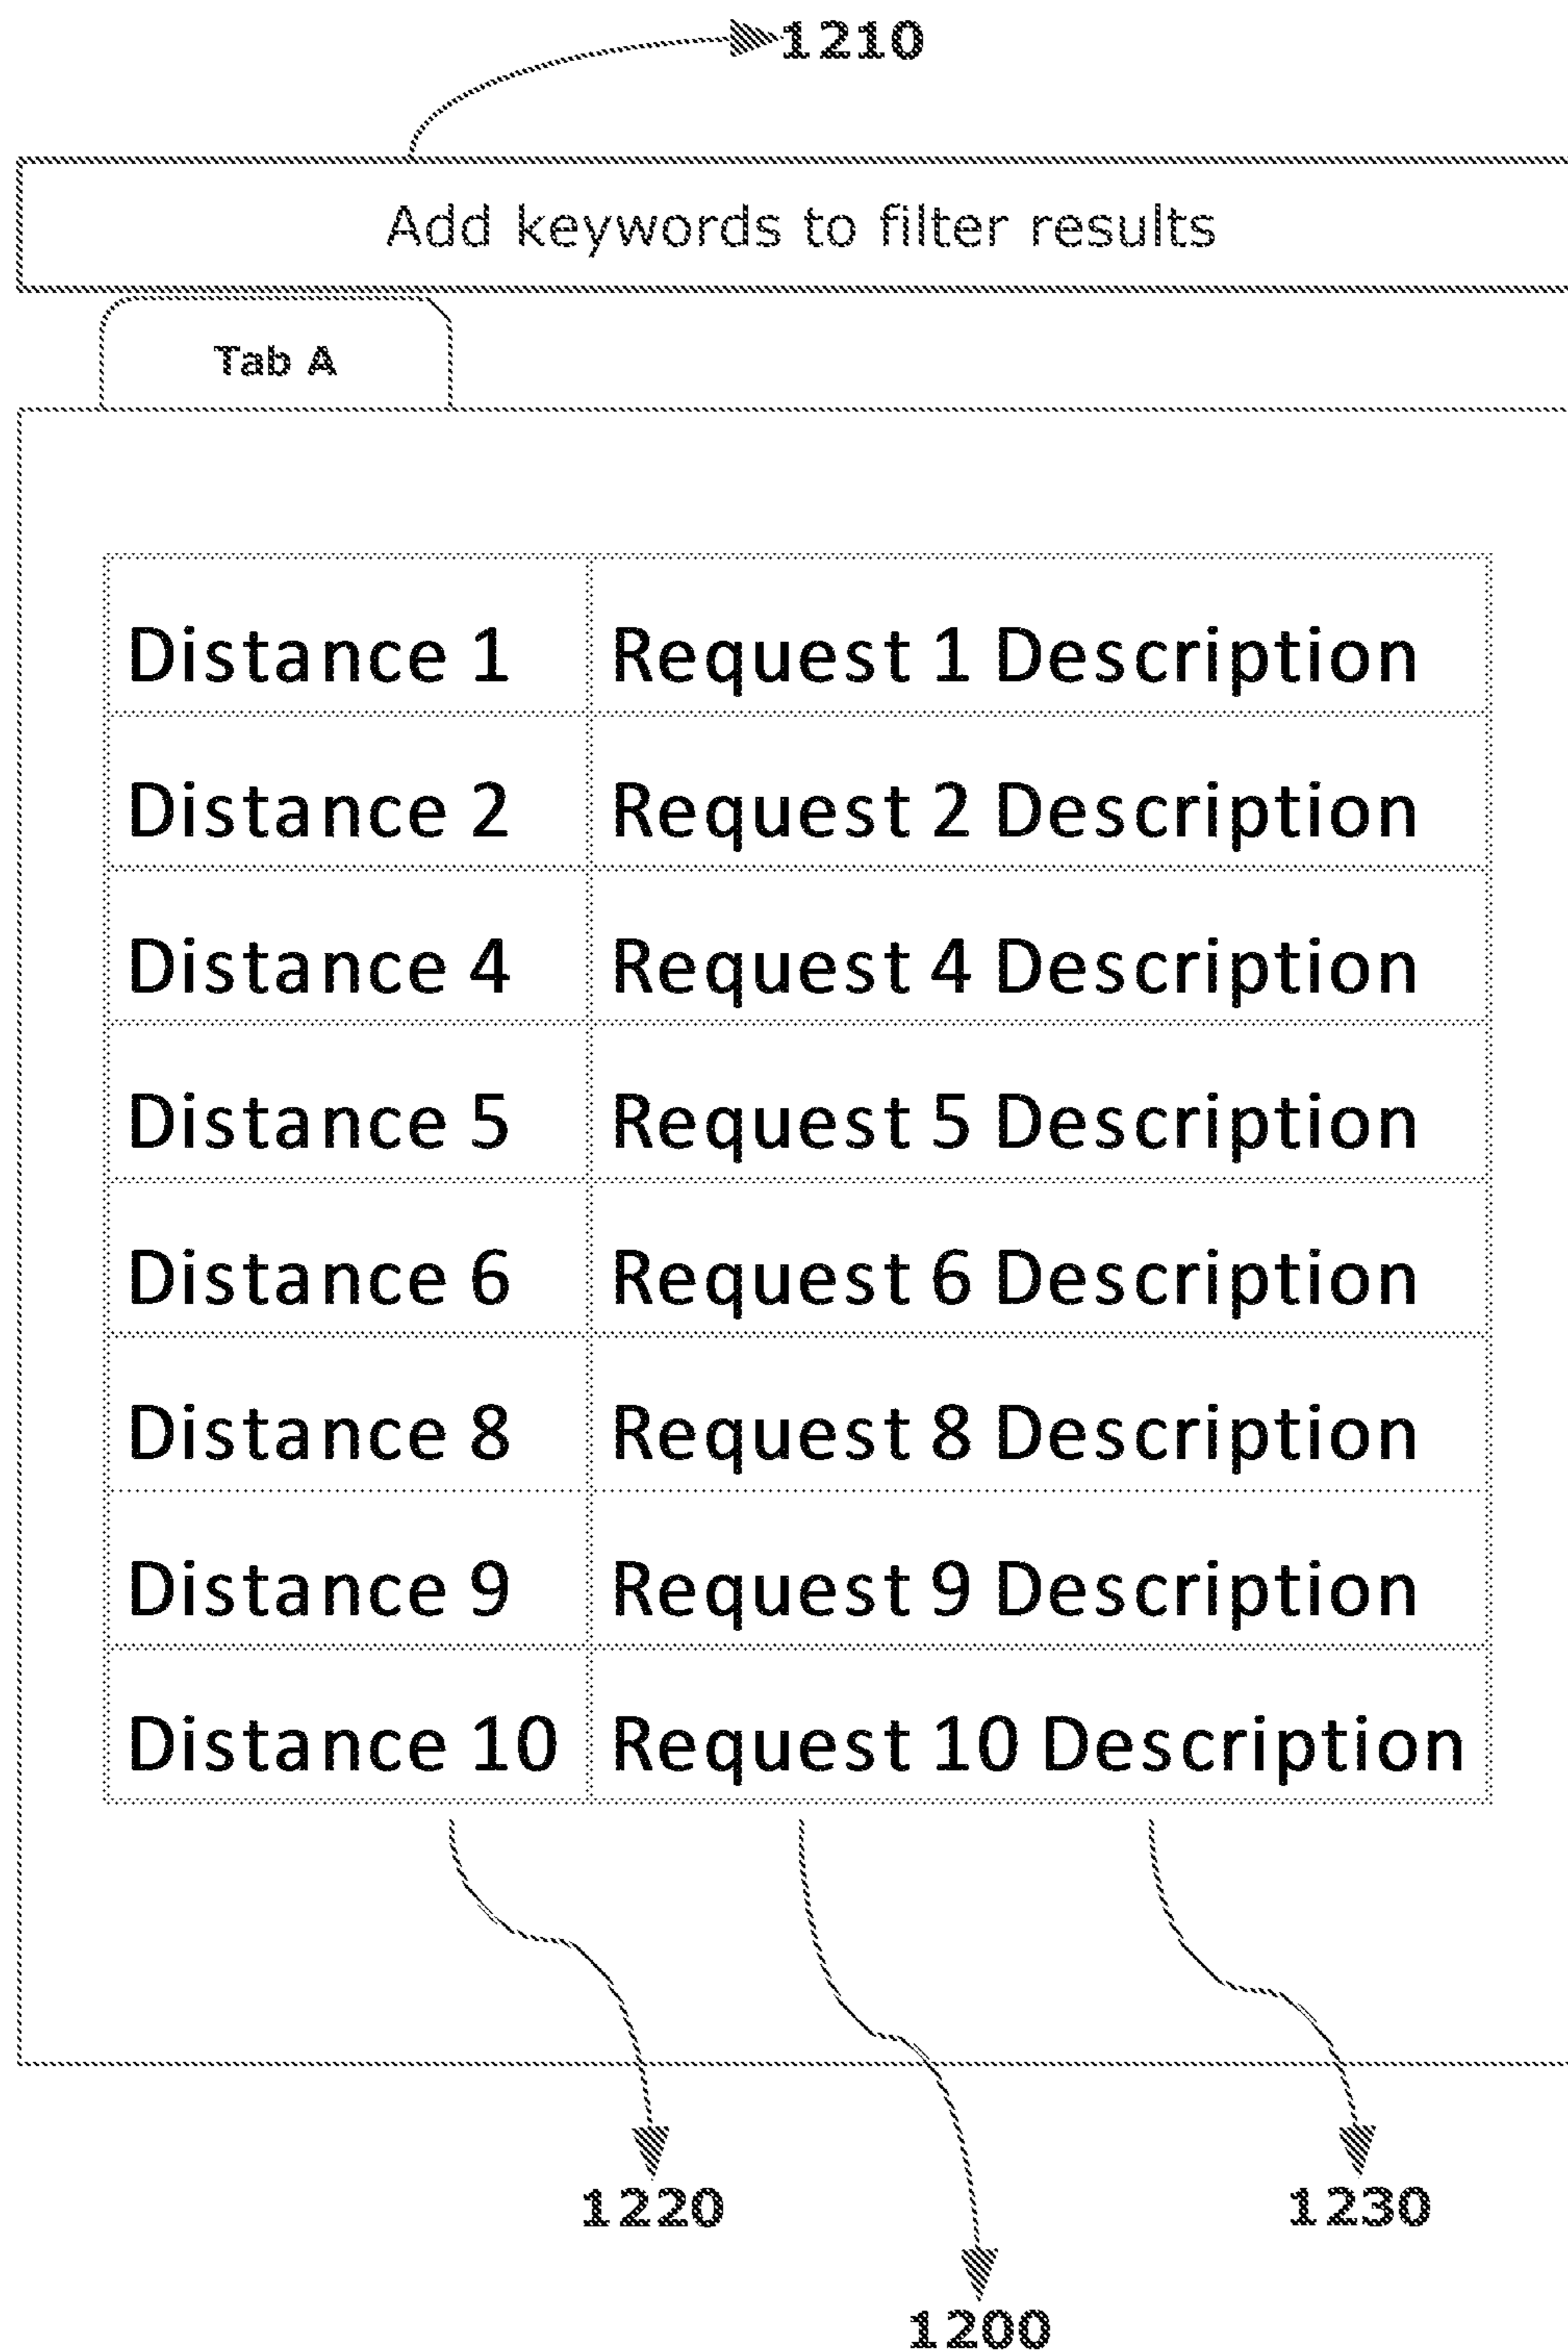 1210
Add keywords to filter results
Tab A
Distance 1 Request 1 Description
Distance 2 Request 2 Description
Distance 4 Request 4 Description
Distance 5 Request 5 Description
Distance 6 Request 6 Description
Distance 8 Request 8 Description
Distance 9 Request 9 Description
Distance 10 Request 10 Description
1220 1230
1200